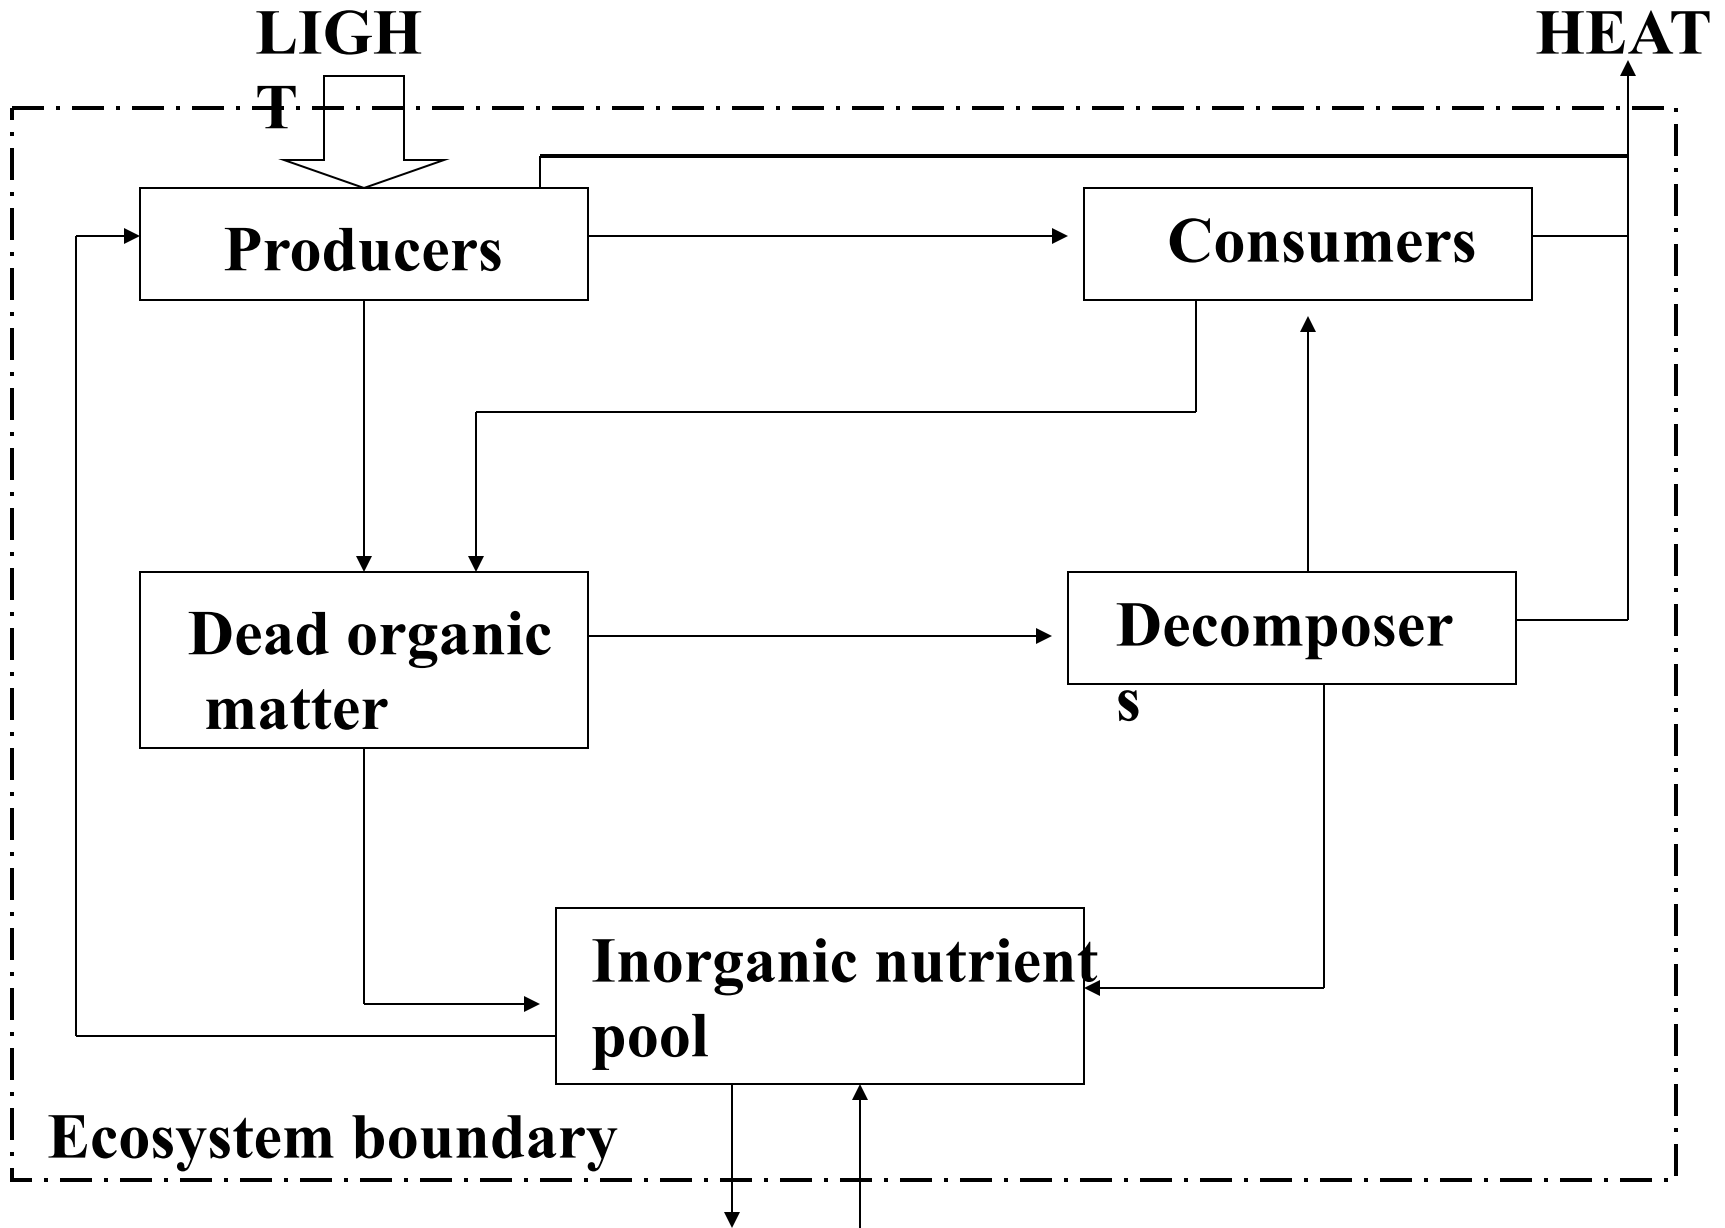 LIGH
T
HEAT
Producers
Consumers
Dead organic
matter
Decomposer
s
Inorganic nutrient
pool
Ecosystem boundary